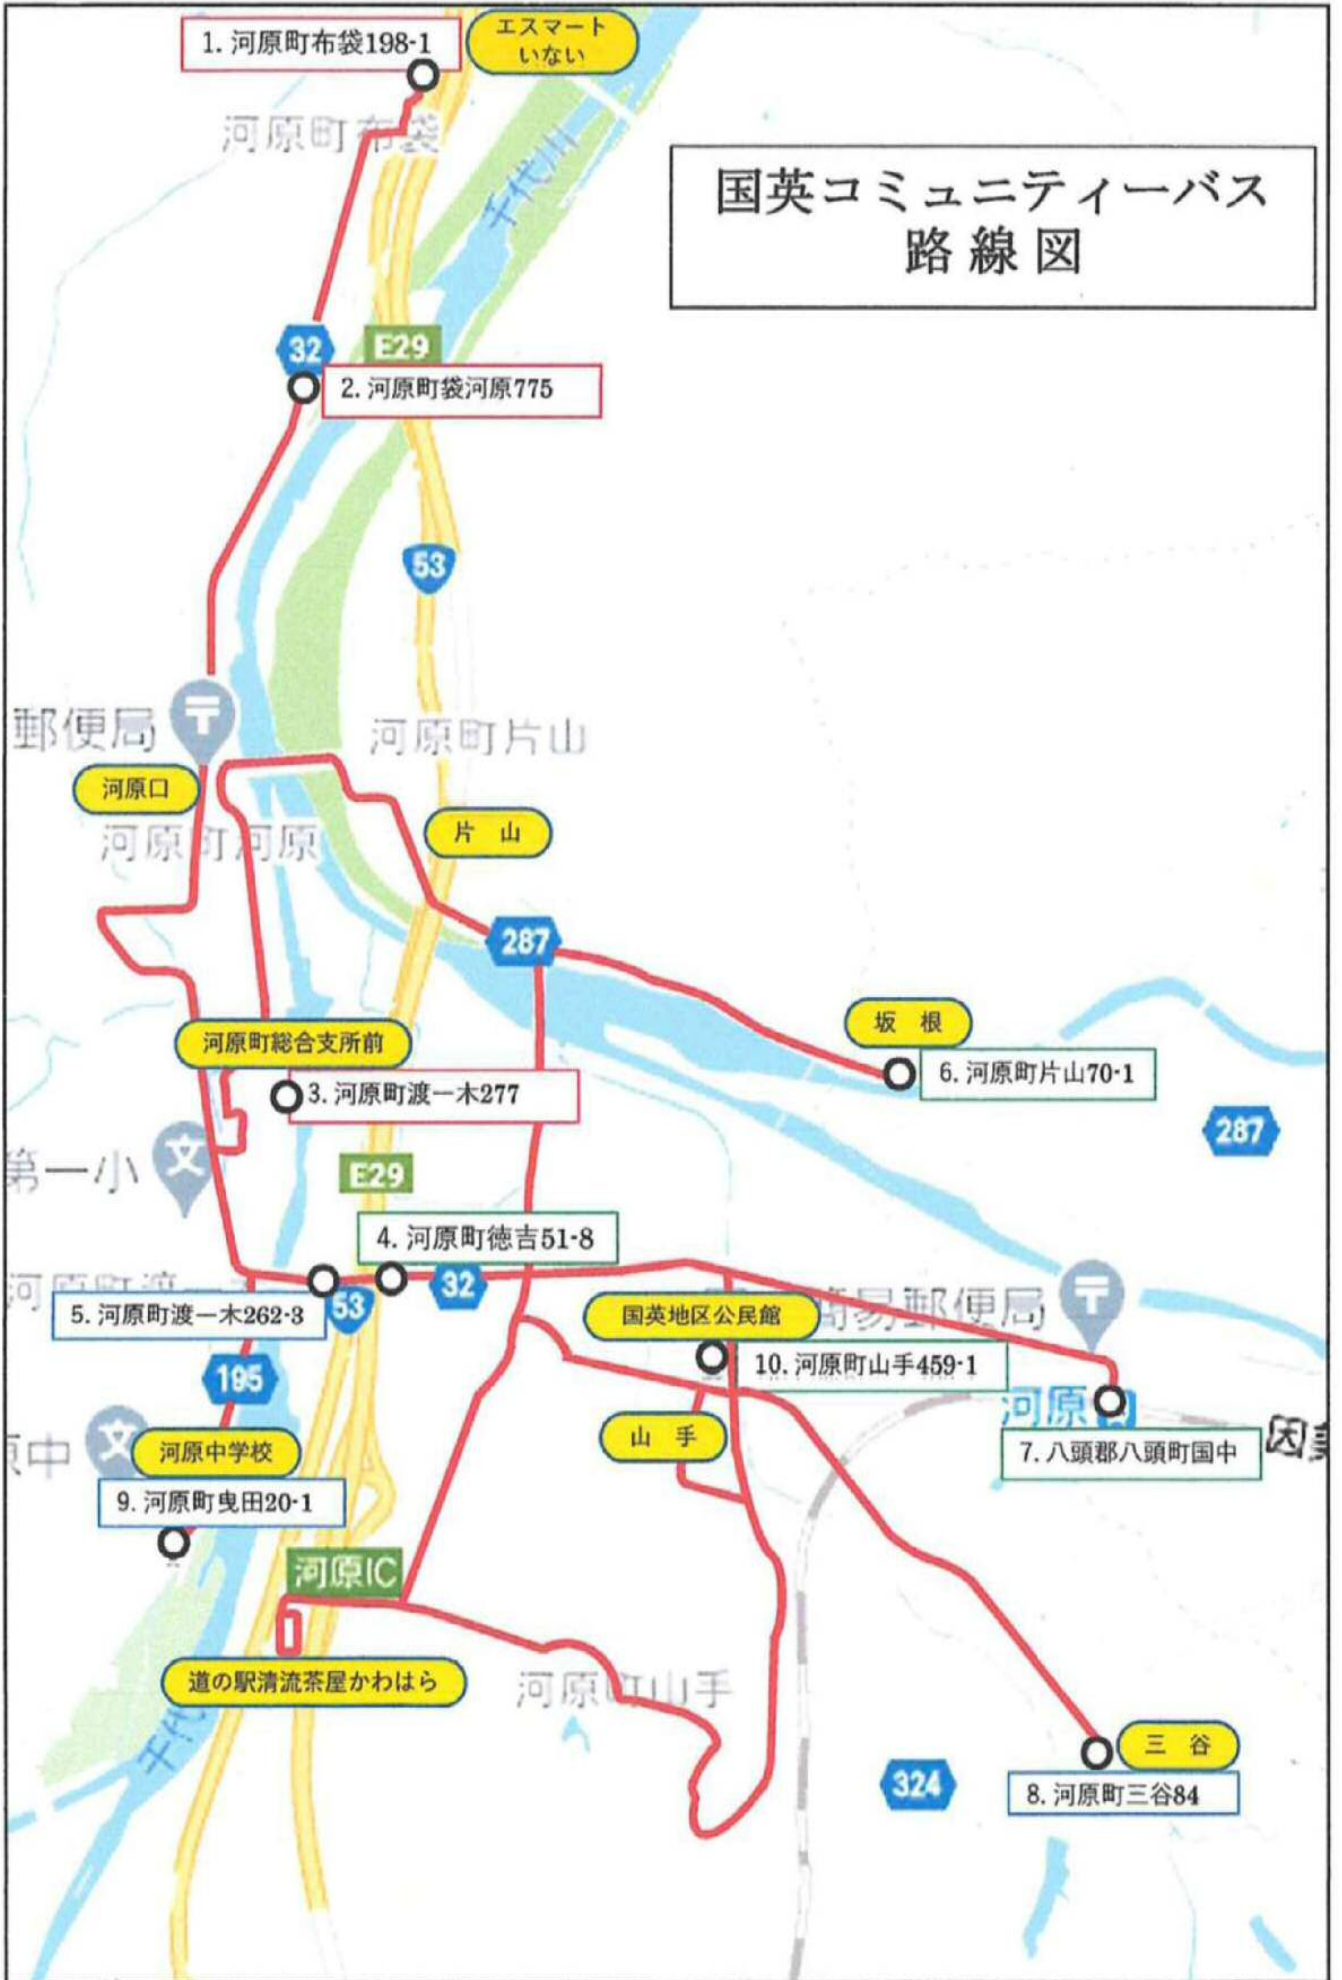 1. 河原町布袋198-1
エスマート
いない
河原町布袋
千代川
国英コミュニティーバス
路線図
32
E29
2. 河原町袋河原775
53
郵便局
河原町片山
河原口
片 山
河原町河原
287
河原町総合支所前
坂 根
6. 河原町片山70-1
3. 河原町渡一木277
287
第一小
文
E29
4. 河原町徳吉51-8
32
53
5. 河原町渡一木262-3
国英地区公民館
簡易郵便局
10. 河原町山手459-1
195
河原
山 手
7. 八頭郡八頭町国中
因美
原中
文
河原中学校
9. 河原町曳田20-1
河原IC
道の駅清流茶屋かわはら
河原町山手
千代
三 谷
324
8. 河原町三谷84